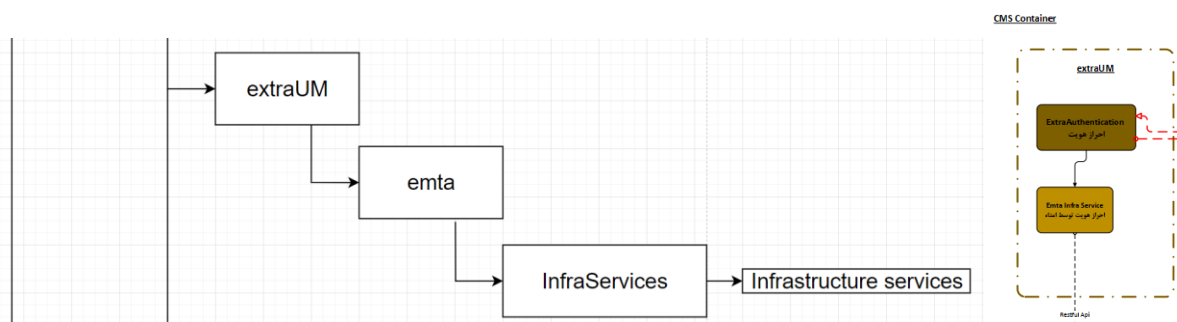 CMS Container
extraUM
emta
InfraServices
Infrastructure services
extraUM
ExtraAuthentication
احراز هویت
Emta Infra Service
احراز هویت توسط امتاء
Restful Api